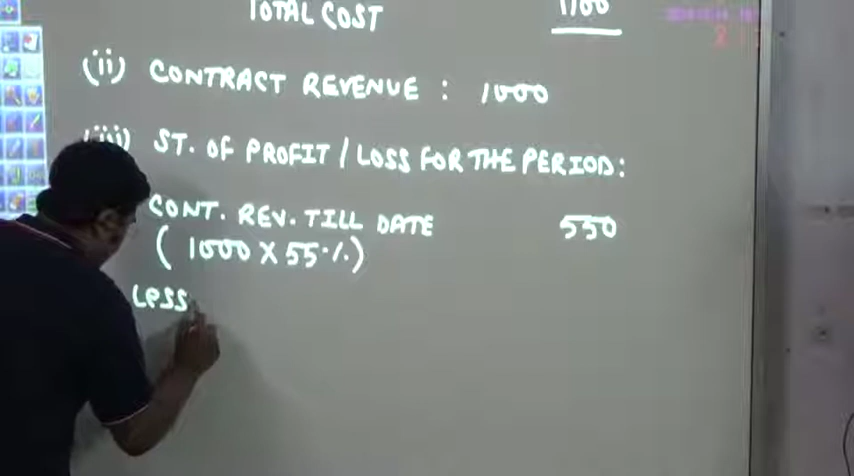 TOTAL COST 1100
(ii) CONTRACT REVENUE : 1000
(iii) ST. OF PROFIT / LOSS FOR THE PERIOD :
CONT. REV. TILL DATE 550
( 1000 X 55 % )
Less